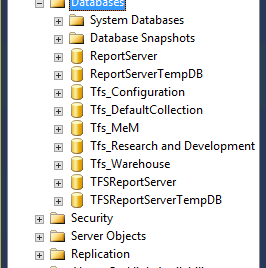 Databases
System Databases
Database Snapshots
ReportServer
ReportServerTempDB
Tfs_Configuration
Tfs_DefaultCollection
Tfs_MeM
Tfs_Research and Development
Tfs_Warehouse
TFSReportServer
TFSReportServerTempDB
Security
Server Objects
Replication